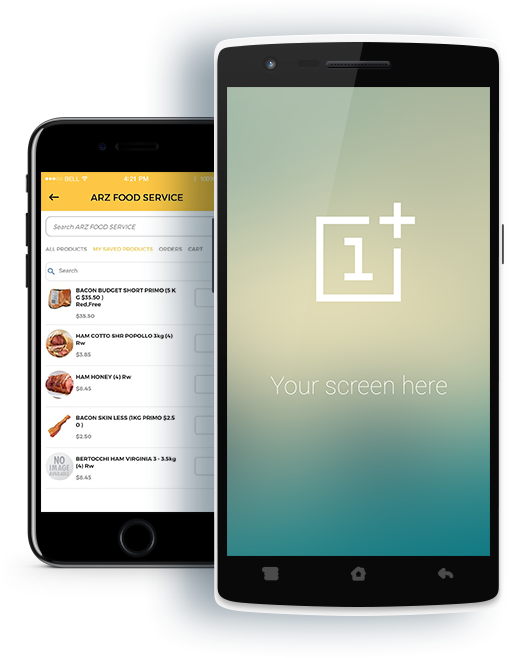 BELL
4:21 PM
ARZ FOOD SERVICE
Search ARZ FOOD SERVICE
ALL PRODUCTS MY SAVED PRODUCTS ORDERS CART
Search
BACON BUDGET SHORT PRIMO (5 K
G $35.50 )
Red,Free
$35.50
HAM COTTO SHR POPOLLO 3kg (4)
Rw
$3.85
HAM HONEY (4) Rw
$8.45
BACON SKIN LESS (1KG PRIMO $2.5
0 )
$2.50
NO
IMAGE
AVAILABLE
BERTOCCHI HAM VIRGINIA 3 - 3.5kg
(4) Rw
$8.45
1+
Your screen here